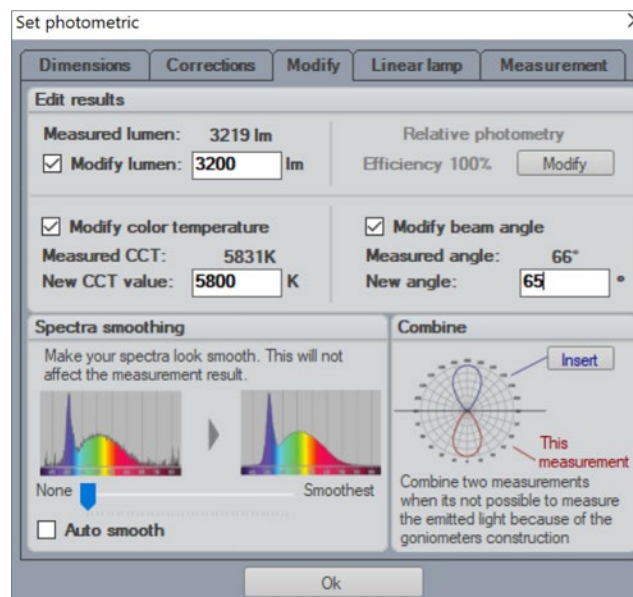 Set photometric
Dimensions Corrections Modify Linear lamp Measurement
Edit results
Measured lumen: 3219 lm
Modify lumen: 3200 lm
Relative photometry
Efficiency 100% Modify
Modify color temperature
Measured CCT: 5831K
New CCT value: 5800 K
Modify beam angle
Measured angle: 66°
New angle: 65 °
Spectra smoothing
Make your spectra look smooth. This will not
affect the measurement result.
None Smoothest
Auto smooth
Combine
Insert
This
measurement
Combine two measurements
when its not possible to measure
the emitted light because of the
goniometers construction
Ok